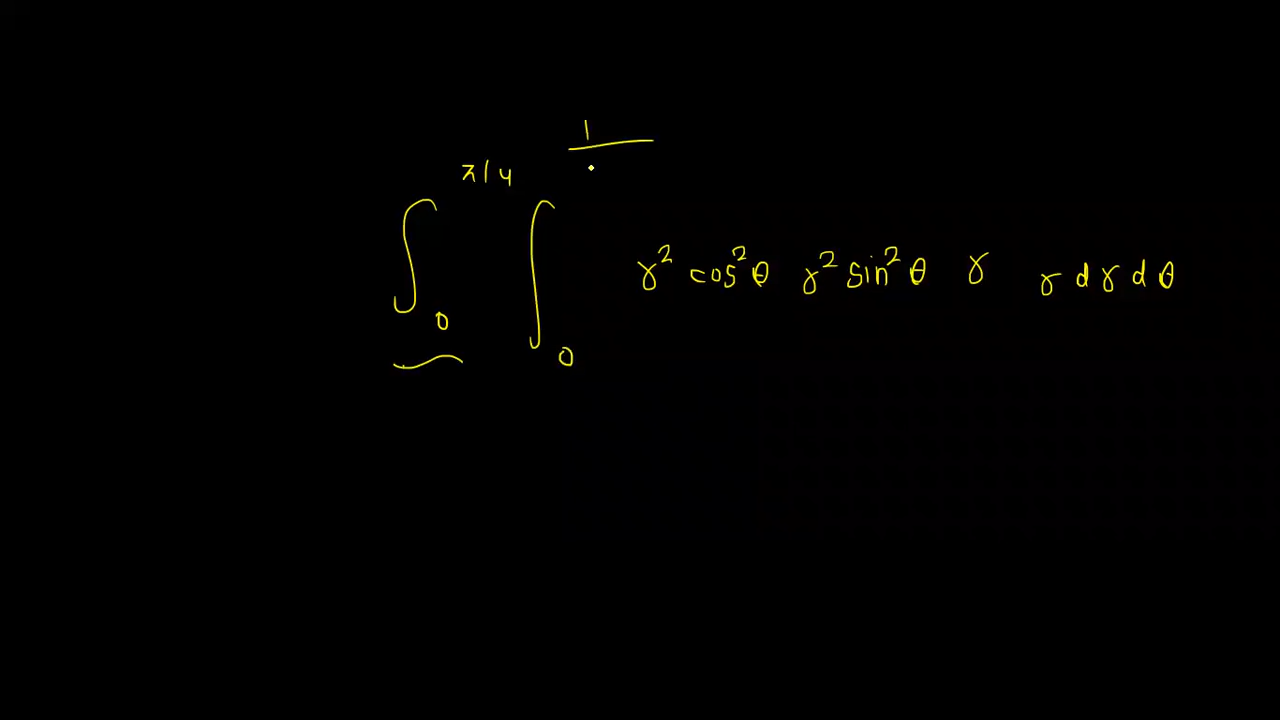 ∫₀^{π/4} ∫₀^{1/} r² cos²θ r² sin²θ r r dr dθ